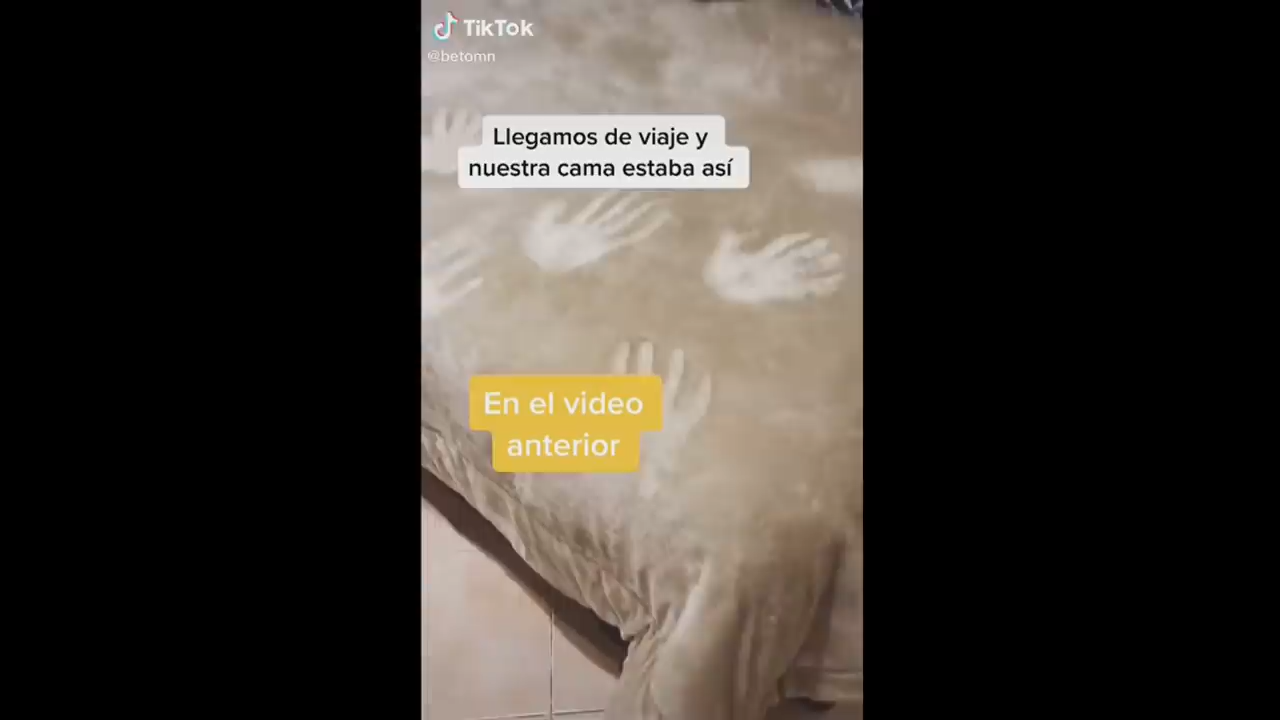 TikTok
@betomn
Llegamos de viaje y
nuestra cama estaba así
En el video
anterior